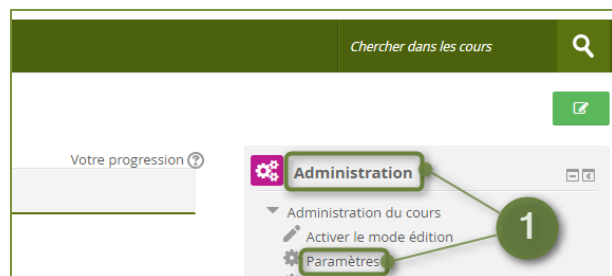 Chercher dans les cours
Votre progression
Administration
Administration du cours
Activer le mode édition
Paramètres
1